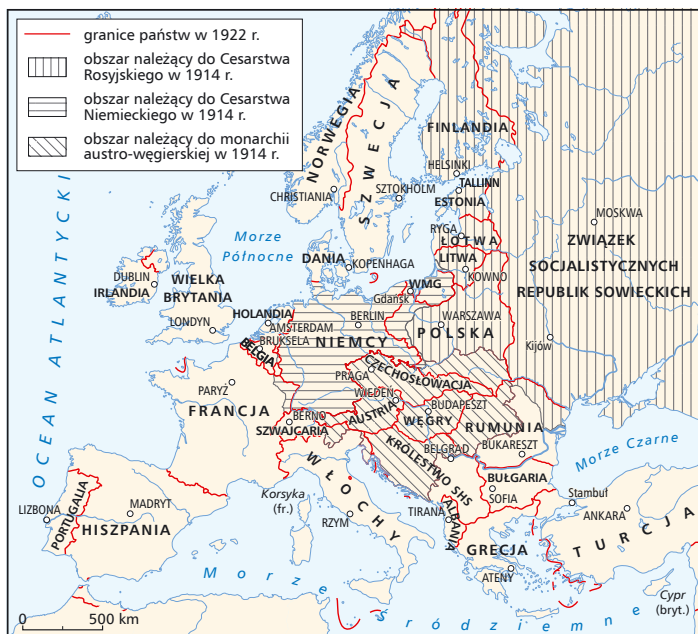 granice państw w 1922 r.
obszar należący do Cesarstwa
Rosyjskiego w 1914 r.
obszar należący do Cesarstwa
Niemieckiego w 1914 r.
obszar należący do monarchii
austro-węgierskiej w 1914 r.
OCEAN ATLANTYCKI
NORWEGIA
SZWECJA
FINLANDIA
HELSINKI
TALLINN
ESTONIA
CHRISTIANIA
SZTOKHOLM
MOSKWA
RYGA
ŁOTWA
ZWIĄZEK
SOCJALISTYCZNYCH
REPUBLIK SOWIECKICH
Morze
Północne
DANIA
KOPENHAGA
LITWA
KOWNO
DUBLIN
IRLANDIA
WIELKA
BRYTANIA
LONDYN
WMG
Gdańsk
HOLANDIA
AMSTERDAM
BERLIN
WARSZAWA
POLSKA
BRUKSELA
BELGIA
NIEMCY
Kijów
PRAGA
CZECHOSŁOWACJA
PARYŻ
FRANCJA
WIEDEŃ
AUSTRIA
BUDAPESZT
WĘGRY
BERNO
SZWAJCARIA
RUMUNIA
BUKARESZT
BELGRAD
KRÓLESTWO SHS
Morze Czarne
WŁOCHY
BUŁGARIA
SOFIA
Korsyka
(fr.)
RZYM
TIRANA
ALBANIA
Stambuł
ANKARA
TURCJA
LIZBONA
PORTUGALIA
MADRYT
HISZPANIA
GRECJA
ATENY
Cypr
(bryt.)
Morze Śródziemne
0 500 km